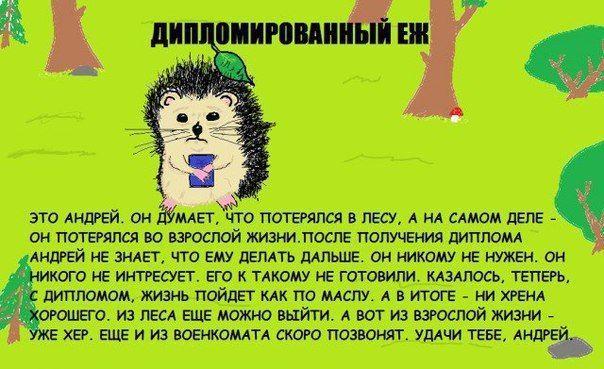 ДИПЛОМИРОВАННЫЙ ЕЖ
ЭТО АНДРЕЙ. ОН ДУМАЕТ, ЧТО ПОТЕРЯЛСЯ В ЛЕСУ, А НА САМОМ ДЕЛЕ -
ОН ПОТЕРЯЛСЯ ВО ВЗРОСЛОЙ ЖИЗНИ.ПОСЛЕ ПОЛУЧЕНИЯ ДИПЛОМА
АНДРЕЙ НЕ ЗНАЕТ, ЧТО ЕМУ ДЕЛАТЬ ДАЛЬШЕ. ОН НИКОМУ НЕ НУЖЕН. ОН
НИКОГО НЕ ИНТРЕСУЕТ. ЕГО К ТАКОМУ НЕ ГОТОВИЛИ. КАЗАЛОСЬ, ТЕПЕРЬ,
С ДИПЛОМОМ, ЖИЗНЬ ПОЙДЕТ КАК ПО МАСЛУ. А В ИТОГЕ - НИ ХРЕНА
ХОРОШЕГО. ИЗ ЛЕСА ЕЩЕ МОЖНО ВЫЙТИ. А ВОТ ИЗ ВЗРОСЛОЙ ЖИЗНИ -
УЖЕ ХЕР. ЕЩЕ И ИЗ ВОЕНКОМАТА СКОРО ПОЗВОНЯТ. УДАЧИ ТЕБЕ, АНДРЕЙ.